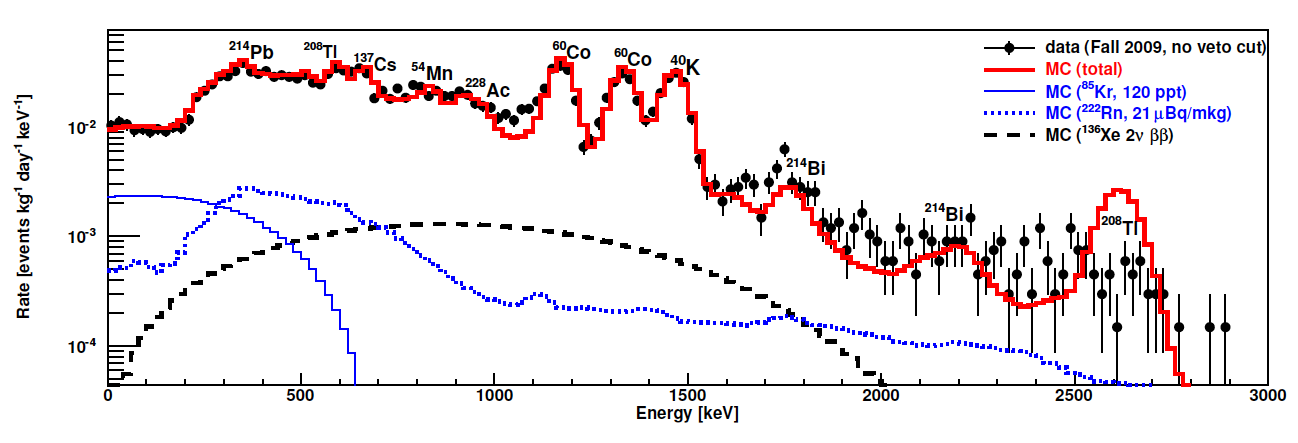 ²¹⁴Pb
²⁰⁸Tl
¹³⁷Cs
⁵⁴Mn
²²⁸Ac
⁶⁰Co
⁶⁰Co
⁴⁰K
²¹⁴Bi
²¹⁴Bi
²⁰⁸Tl
data (Fall 2009, no veto cut)
MC (total)
MC (⁸⁵Kr, 120 ppt)
MC (²²²Rn, 21 μBq/mkg)
MC (¹³⁶Xe 2ν ββ)
Rate [events kg⁻¹ day⁻¹ keV⁻¹]
10⁻²
10⁻³
10⁻⁴
0 500 1000 1500 2000 2500 3000
Energy [keV]